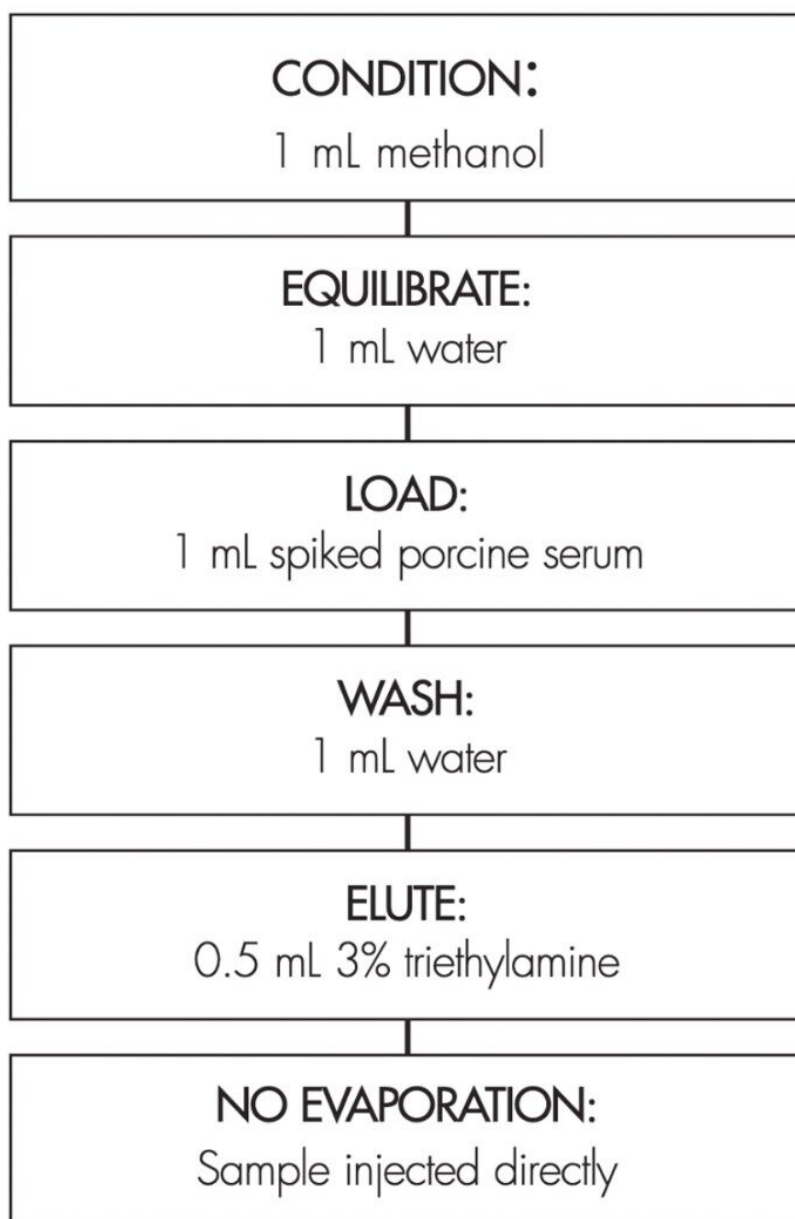 CONDITION:
1 mL methanol
EQUILIBRATE:
1 mL water
LOAD:
1 mL spiked porcine serum
WASH:
1 mL water
ELUTE:
0.5 mL 3% triethylamine
NO EVAPORATION:
Sample injected directly